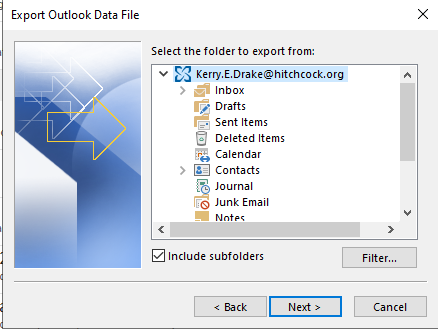 Export Outlook Data File
Select the folder to export from:
Kerry.E.Drake@hitchcock.org
Inbox
Drafts
Sent Items
Deleted Items
Calendar
Contacts
Journal
Junk Email
Notes
Include subfolders
Filter...
< Back
Next >
Cancel